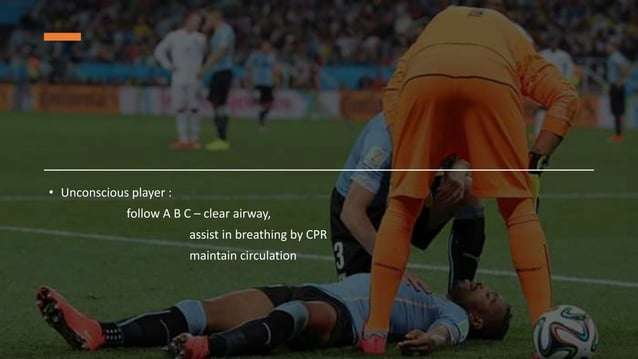 • Unconscious player :
follow A B C – clear airway,
assist in breathing by CPR
maintain circulation
3